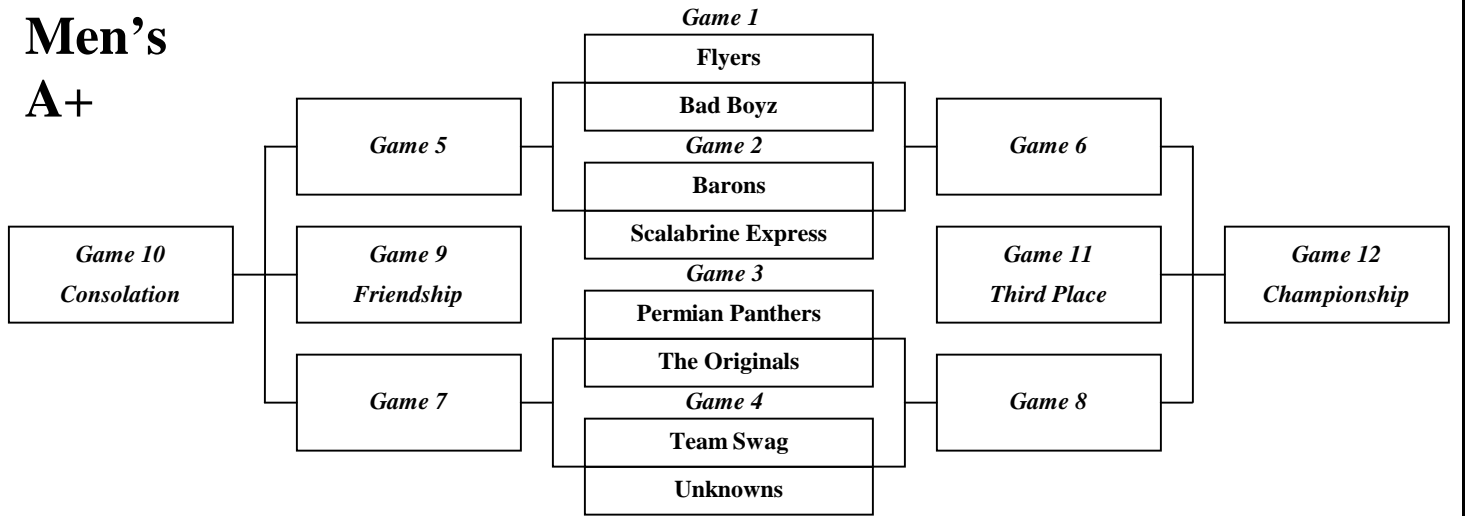 Men’s
A+
Game 1
Flyers
Bad Boyz
Game 2
Barons
Scalabrine Express
Game 3
Permian Panthers
The Originals
Game 4
Team Swag
Unknowns
Game 5
Game 6
Game 10
Consolation
Game 9
Friendship
Game 11
Third Place
Game 12
Championship
Game 7
Game 8